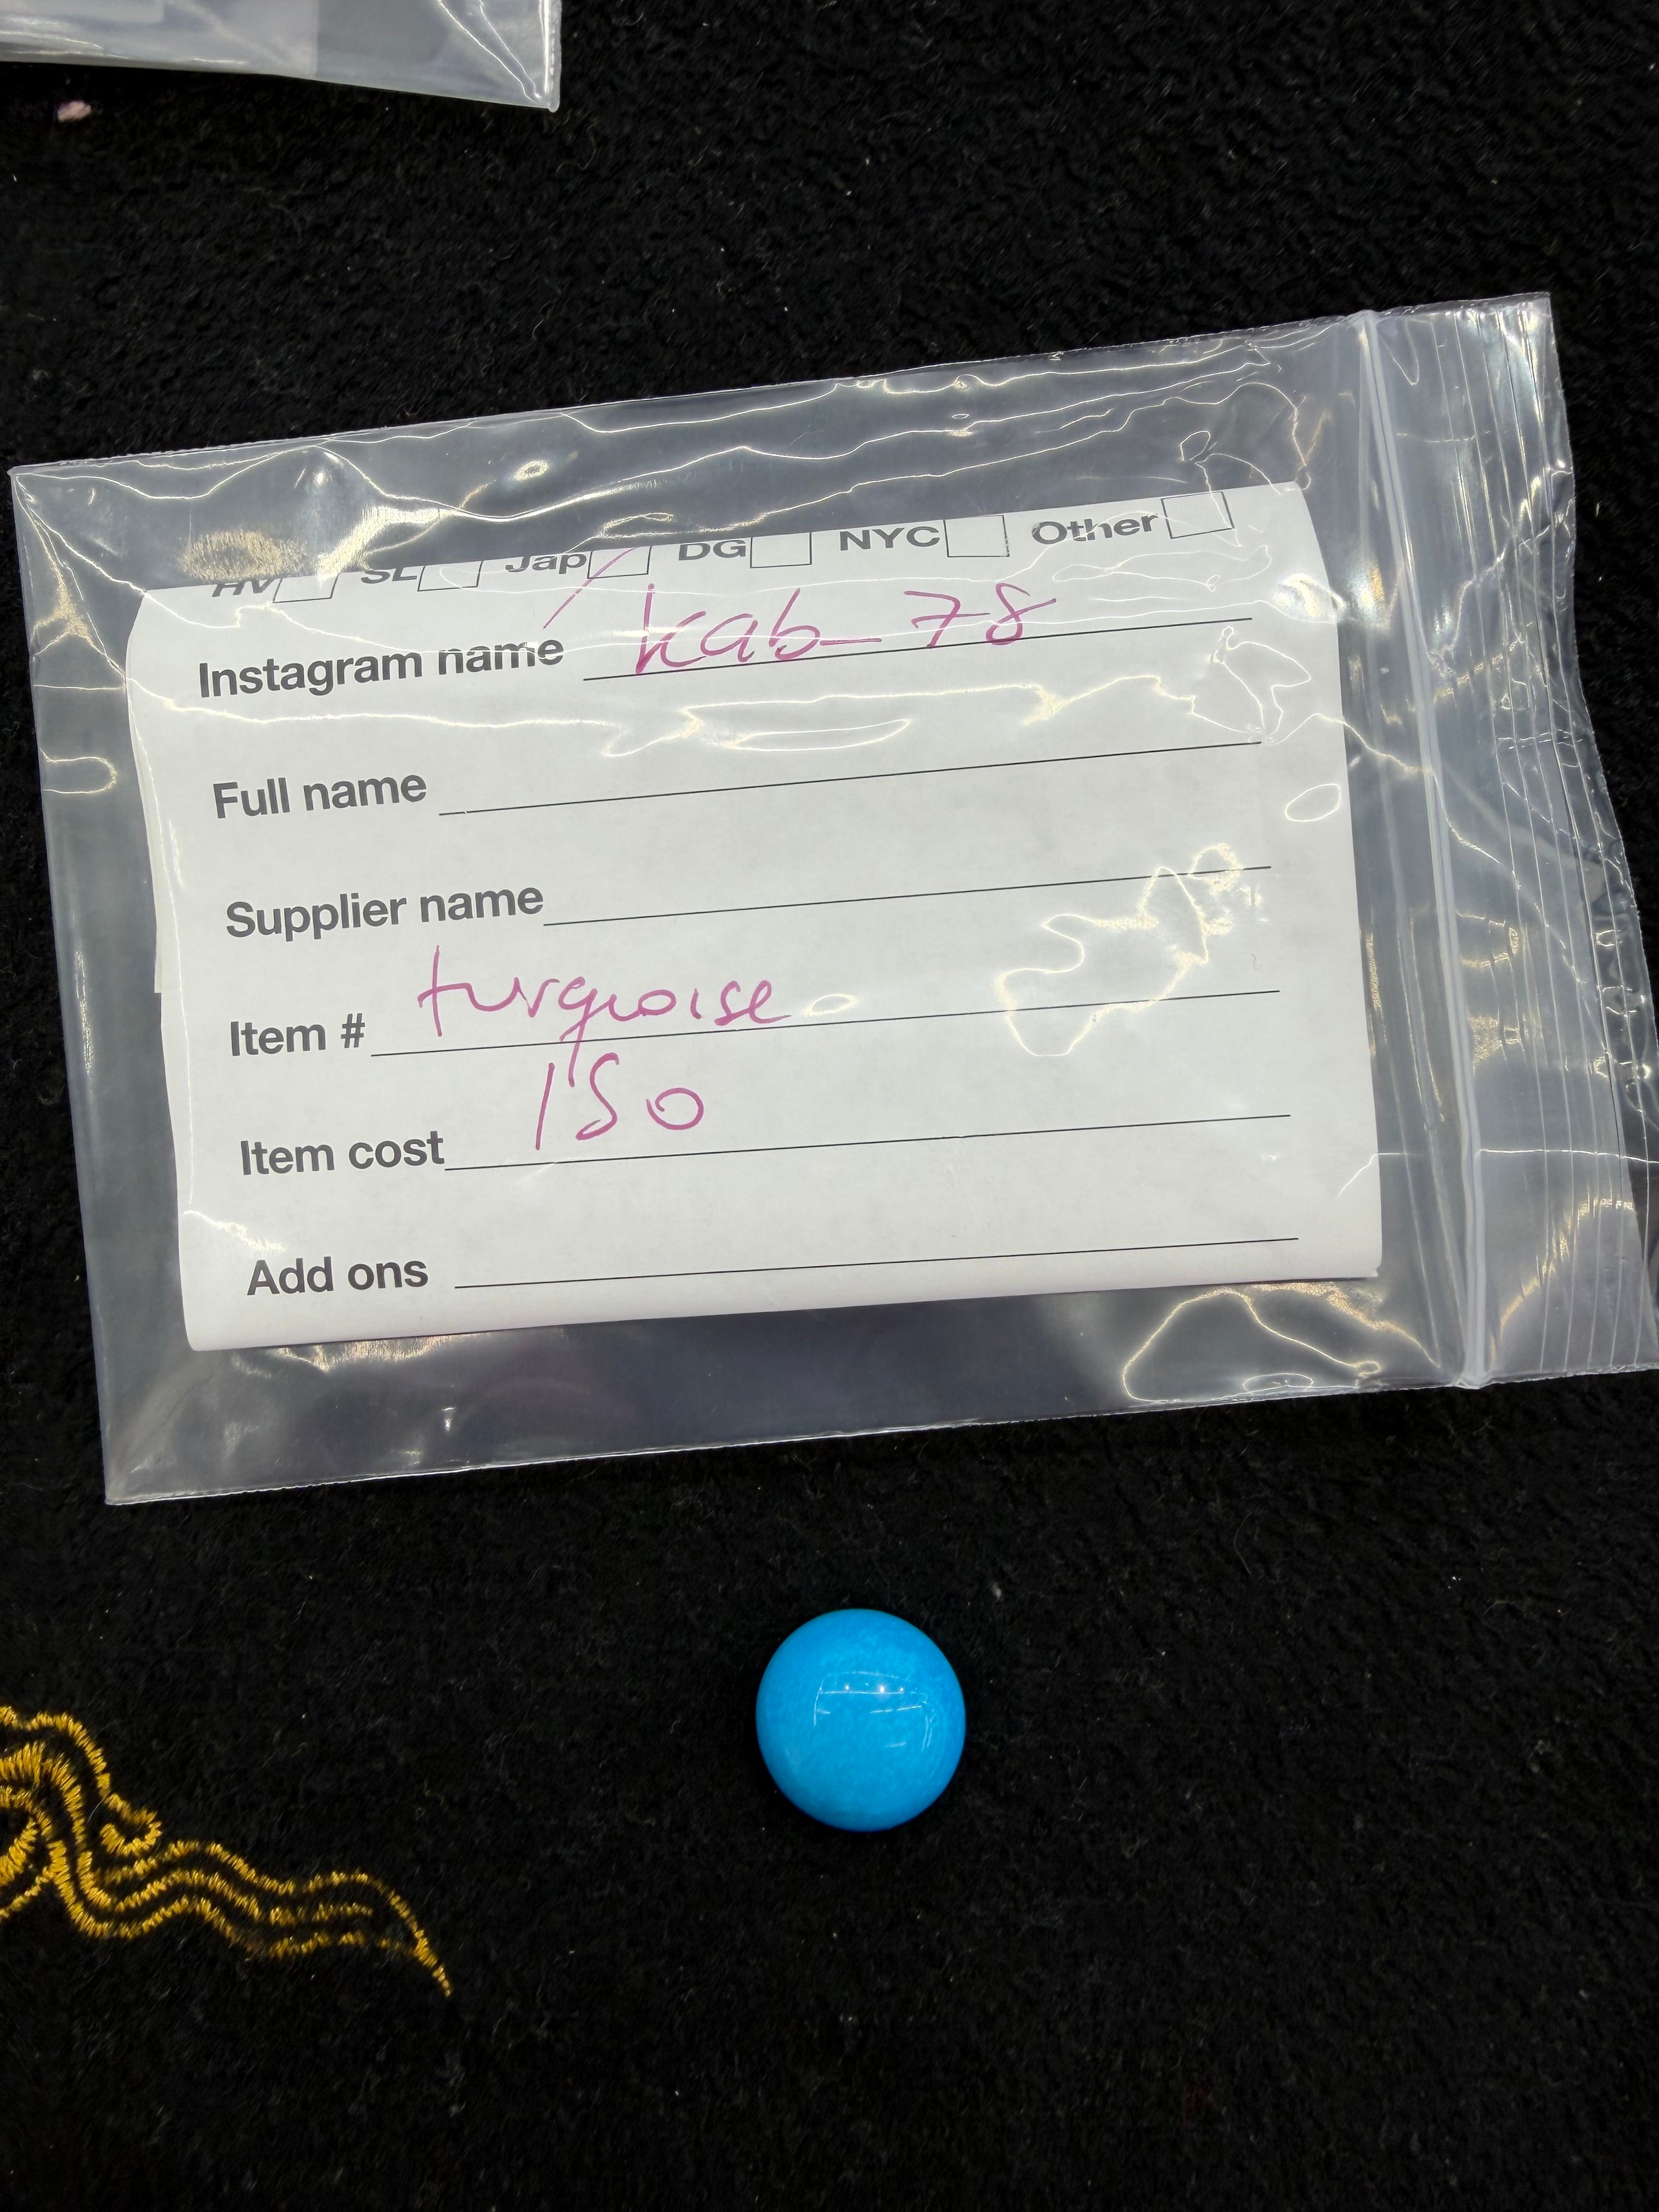 HV SL Jap DG NYC Other
Instagram name kab_78
Full name
Supplier name
Item # turquoise
Item cost 150
Add ons